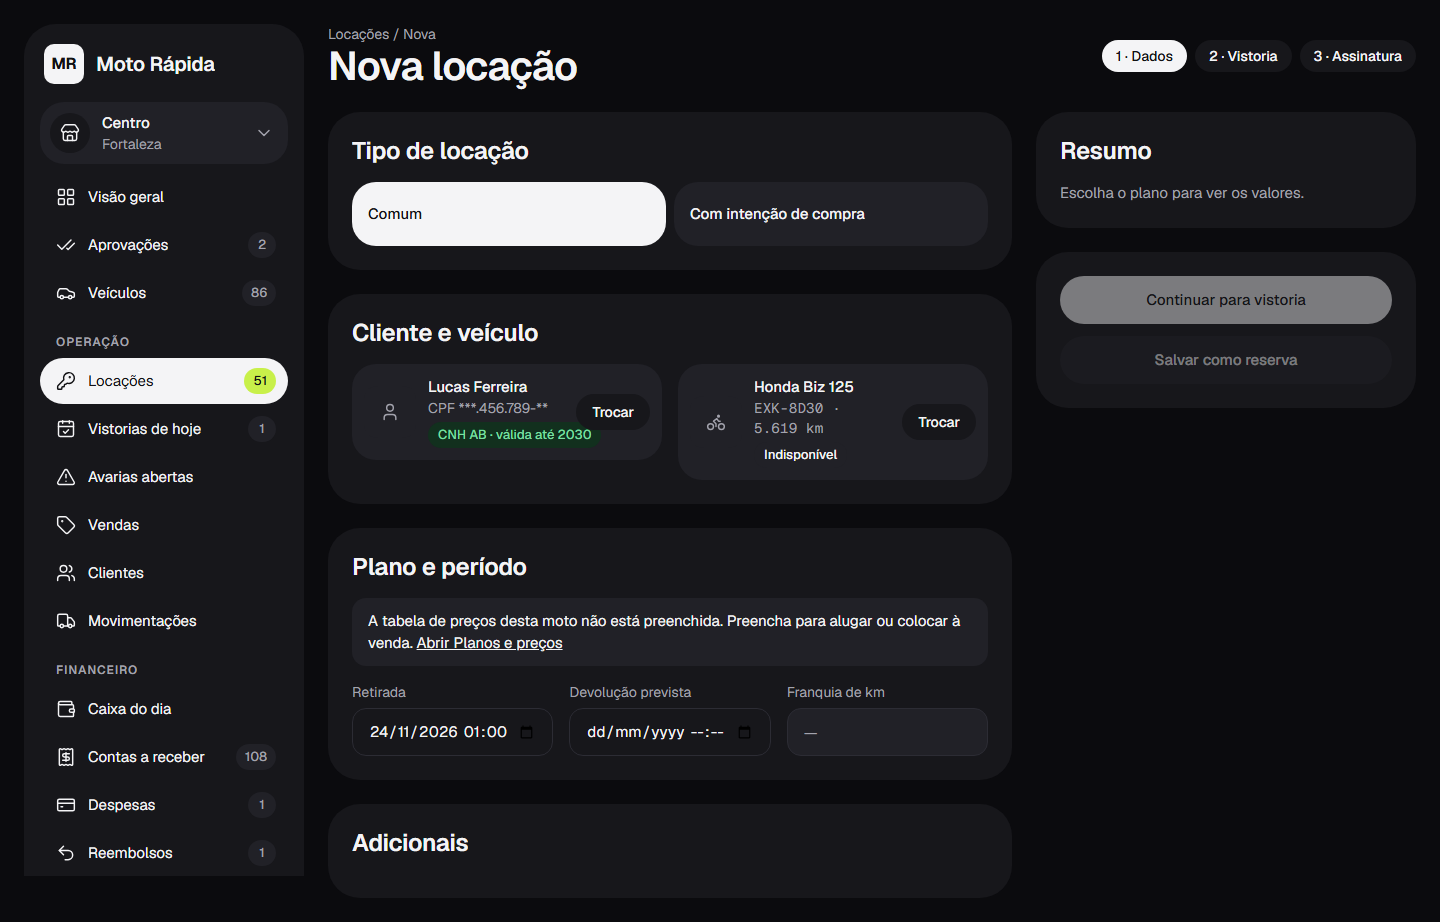 MR
Moto Rápida
Centro
Fortaleza
Visão geral
Aprovações 2
Veículos 86
OPERAÇÃO
Locações 51
Vistorias de hoje 1
Avarias abertas
Vendas
Clientes
Movimentações
FINANCEIRO
Caixa do dia
Contas a receber 108
Despesas 1
Reembolsos 1
Locações / Nova
Nova locação
1 · Dados
2 · Vistoria
3 · Assinatura
Tipo de locação
Comum
Com intenção de compra
Cliente e veículo
Lucas Ferreira
CPF ***.456.789-**
CNH AB · válida até 2030
Trocar
Honda Biz 125
EXK-8D30 ·
5.619 km
Indisponível
Trocar
Plano e período
A tabela de preços desta moto não está preenchida. Preencha para alugar ou colocar à
venda. Abrir Planos e preços
Retirada
24/11/2026 01:00
Devolução prevista
dd/mm/yyyy --:--
Franquia de km
—
Adicionais
Resumo
Escolha o plano para ver os valores.
Continuar para vistoria
Salvar como reserva